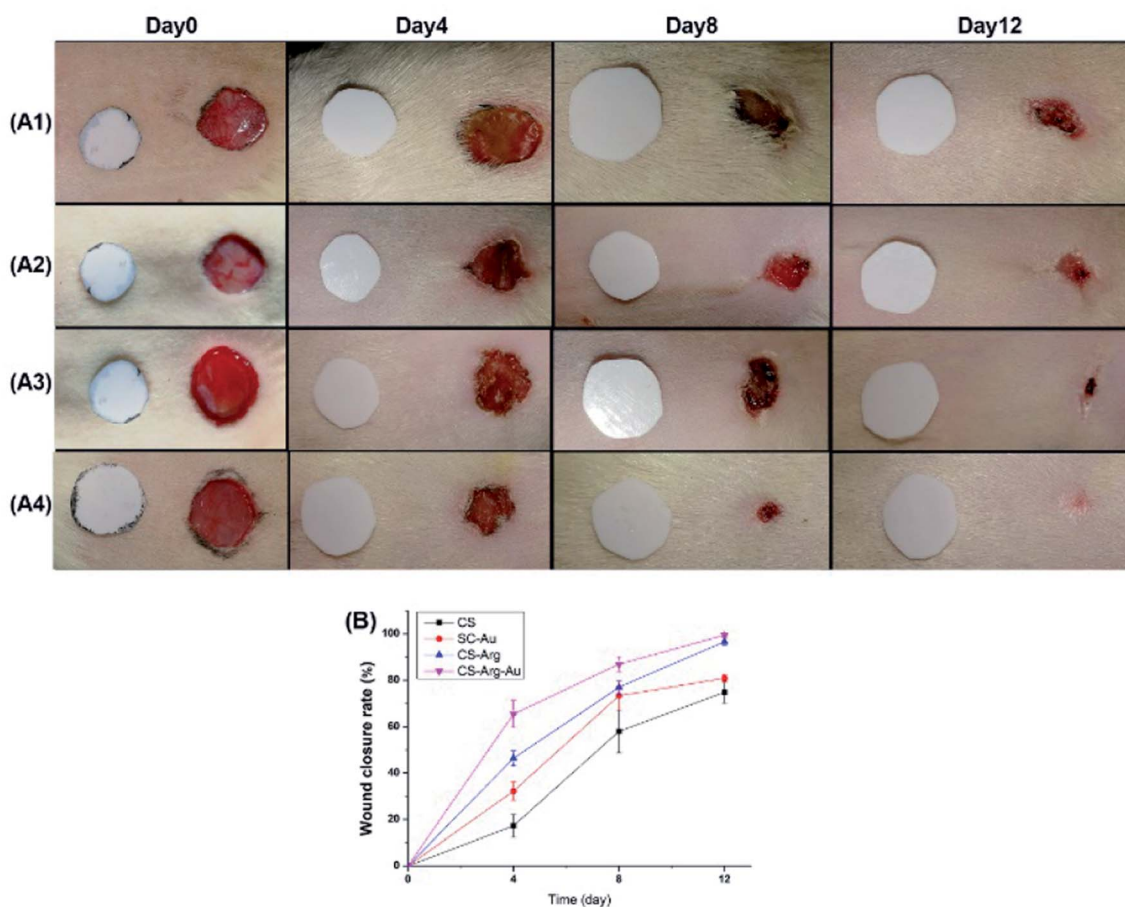 Day0 Day4 Day8 Day12
(A1)
(A2)
(A3)
(A4)
(B)
CS
SC-Au
CS-Arg
CS-Arg-Au
Wound closure rate (%)
100
80
60
40
20
0
0 4 8 12
Time (day)